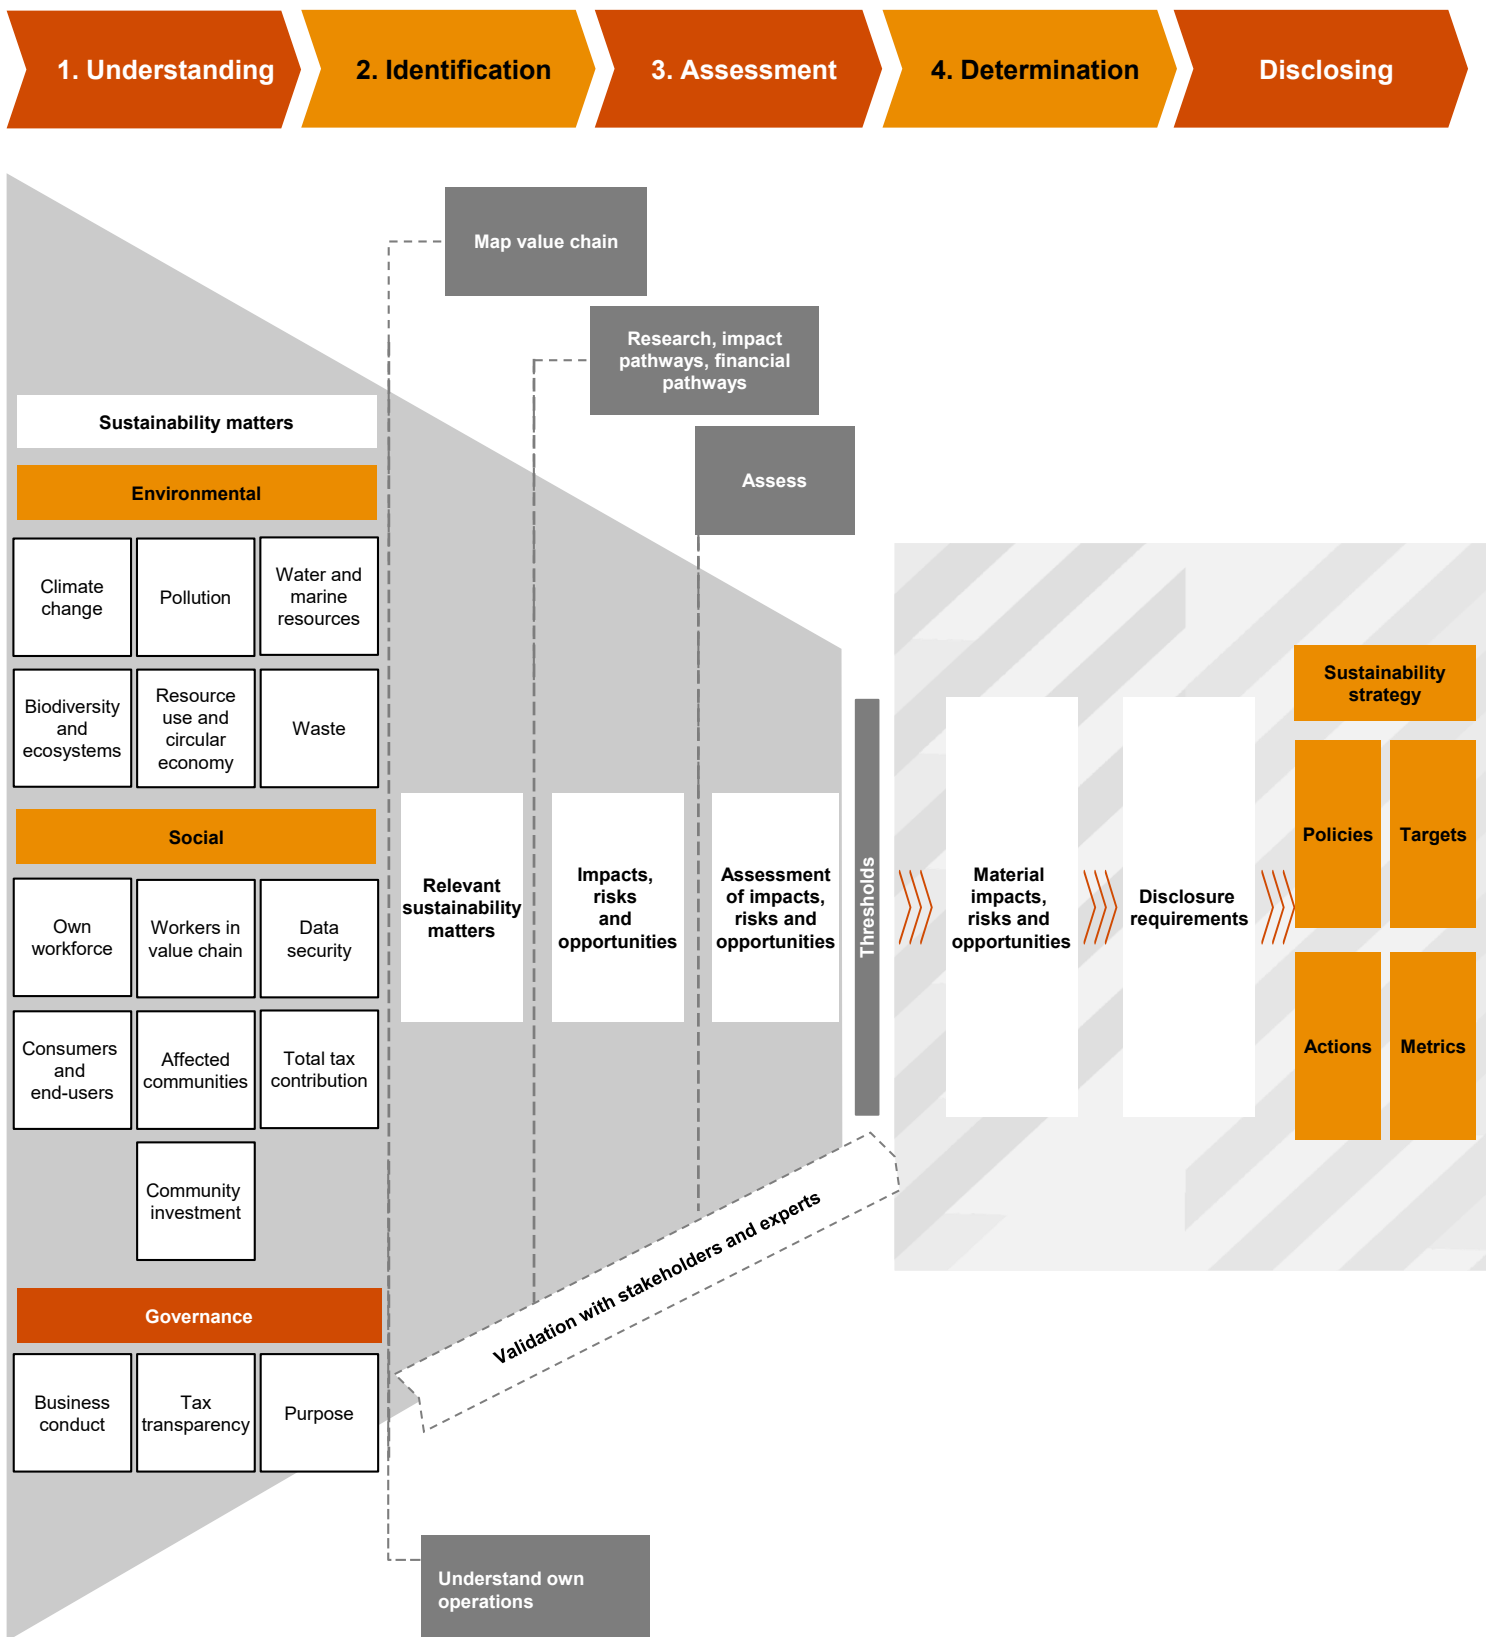 1. Understanding
2. Identification
3. Assessment
4. Determination
Disclosing
Map value chain
Research, impact
pathways, financial
pathways
Assess
Sustainability matters
Environmental
Climate
change
Pollution
Water and
marine
resources
Biodiversity
and
ecosystems
Resource
use and
circular
economy
Waste
Social
Own
workforce
Workers in
value chain
Data
security
Consumers
and
end-users
Affected
communities
Total tax
contribution
Community
investment
Governance
Business
conduct
Tax
transparency
Purpose
Relevant
sustainability
matters
Impacts,
risks
and
opportunities
Assessment
of impacts,
risks and
opportunities
Thresholds
Validation with stakeholders and experts
Understand own
operations
Material
impacts,
risks and
opportunities
Disclosure
requirements
Sustainability
strategy
Policies
Targets
Actions
Metrics